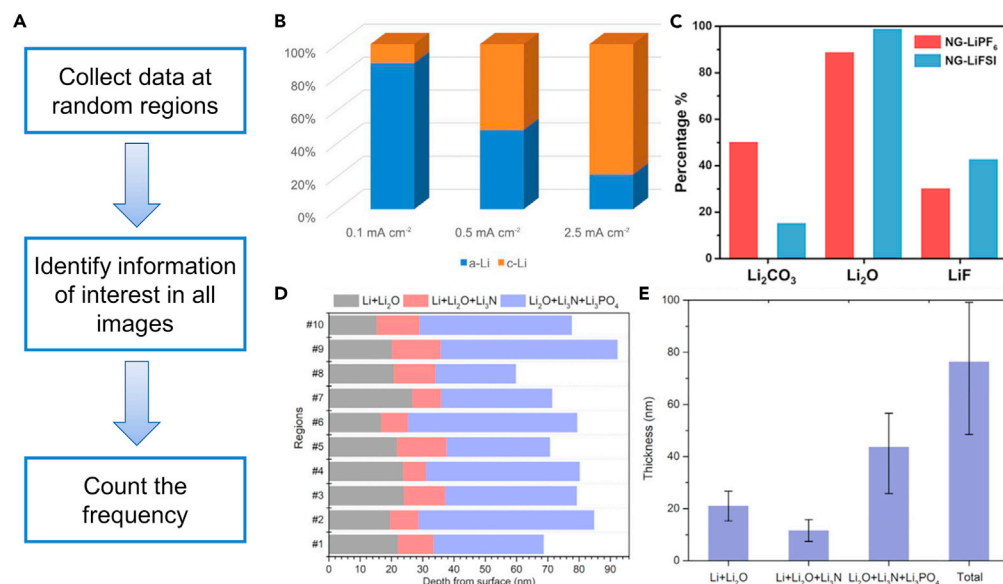 A
Collect data at
random regions
Identify information
of interest in all
images
Count the
frequency
B
100%
80%
60%
40%
20%
0%
0.1 mA cm⁻²
0.5 mA cm⁻²
2.5 mA cm⁻²
a-Li
c-Li
C
NG-LiPF₆
NG-LiFSI
Percentage %
100
80
60
40
20
0
Li₂CO₃
Li₂O
LiF
D
Li+Li₂O
Li+Li₂O+Li₃N
Li₂O+Li₃N+Li₃PO₄
Regions
#10
#9
#8
#7
#6
#5
#4
#3
#2
#1
0 10 20 30 40 50 60 70 80 90
Depth from surface (nm)
E
Thickness (nm)
100
80
60
40
20
0
Li+Li₂O
Li+Li₂O+Li₃N
Li₂O+Li₃N+Li₃PO₄
Total